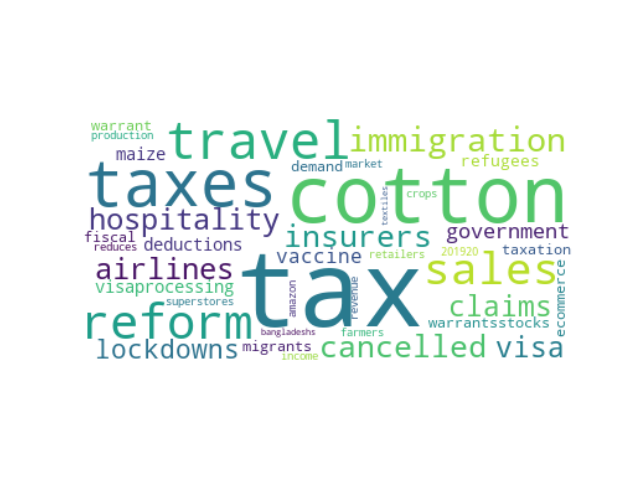 warrant
production
travel
immigration
maize
demand
market
refugees
taxes
cotton
crops
textiles
hospitality
insurers
government
fiscal
reduces
deductions
vaccine
retailers
201920
taxation
airlines
sales
visaprocessing
tax
amazon
revenue
ecommerce
superstores
claims
reform
warrantsstocks
bangladeshs
farmers
lockdowns
migrants
income
cancelled
visa